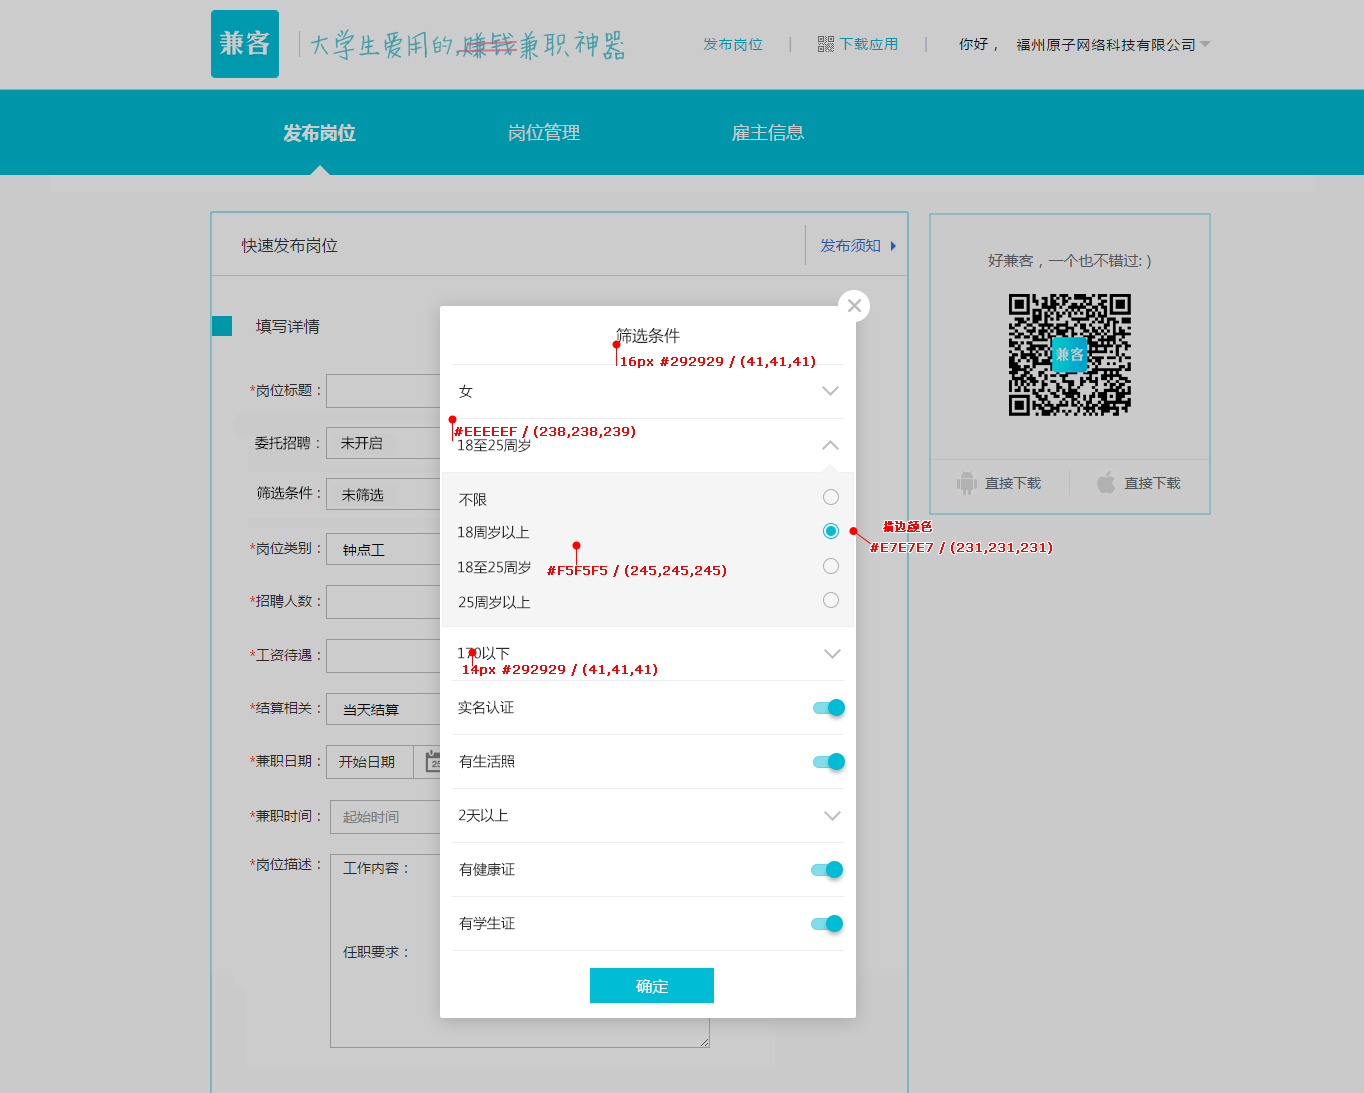 兼客
大学生爱用的赚钱兼职神器
发布岗位
下载应用
你好，
福州原子网络科技有限公司
发布岗位
岗位管理
雇主信息
快速发布岗位
发布须知
好兼客，一个也不错过:)
兼客
直接下载
直接下载
填写详情
*岗位标题：
委托招聘：
未开启
筛选条件：
未筛选
*岗位类别：
钟点工
*招聘人数：
*工资待遇：
*结算相关：
当天结算
*兼职日期：
开始日期
25
*兼职时间：
起始时间
*岗位描述：
工作内容：
任职要求：
筛选条件
16px #292929 / (41,41,41)
女
#EEEEEF / (238,238,239)
18至25周岁
不限
18周岁以上
描边颜色
#E7E7E7 / (231,231,231)
18至25周岁
#F5F5F5 / (245,245,245)
25周岁以上
170以下
14px #292929 / (41,41,41)
实名认证
有生活照
2天以上
有健康证
有学生证
确定